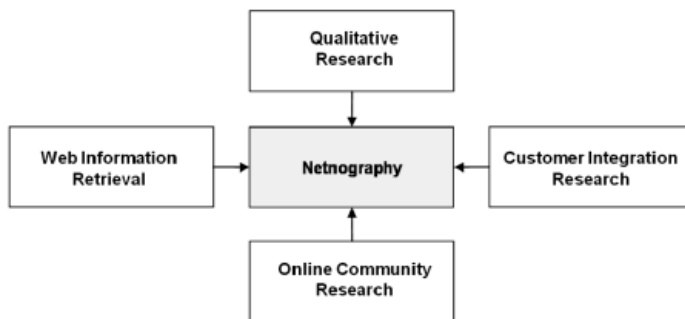 Qualitative
Research
Web Information
Retrieval
Netnography
Customer Integration
Research
Online Community
Research